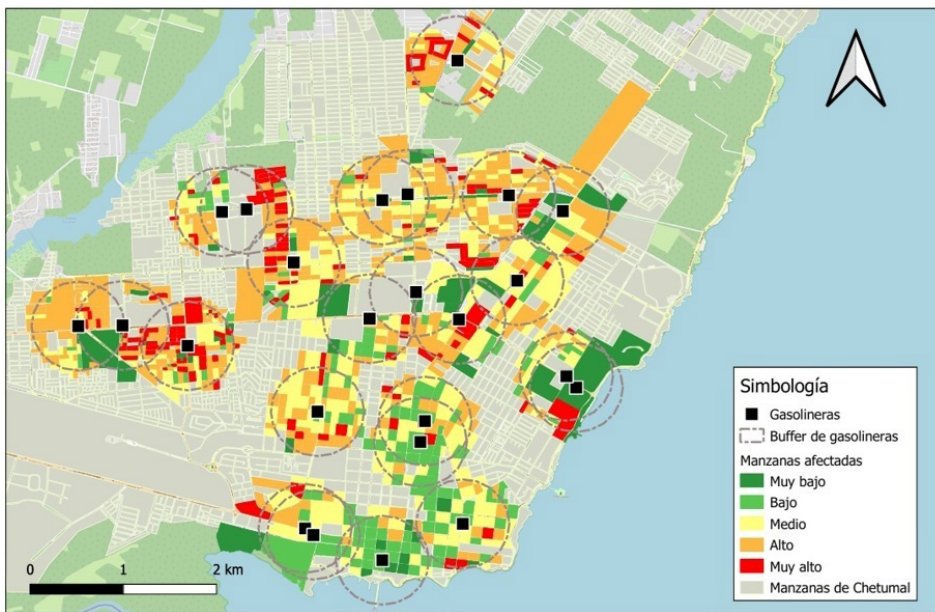 Simbología
Gasolineras
Buffer de gasolineras
Manzanas afectadas
Muy bajo
Bajo
Medio
Alto
Muy alto
Manzanas de Chetumal
0 1 2 km